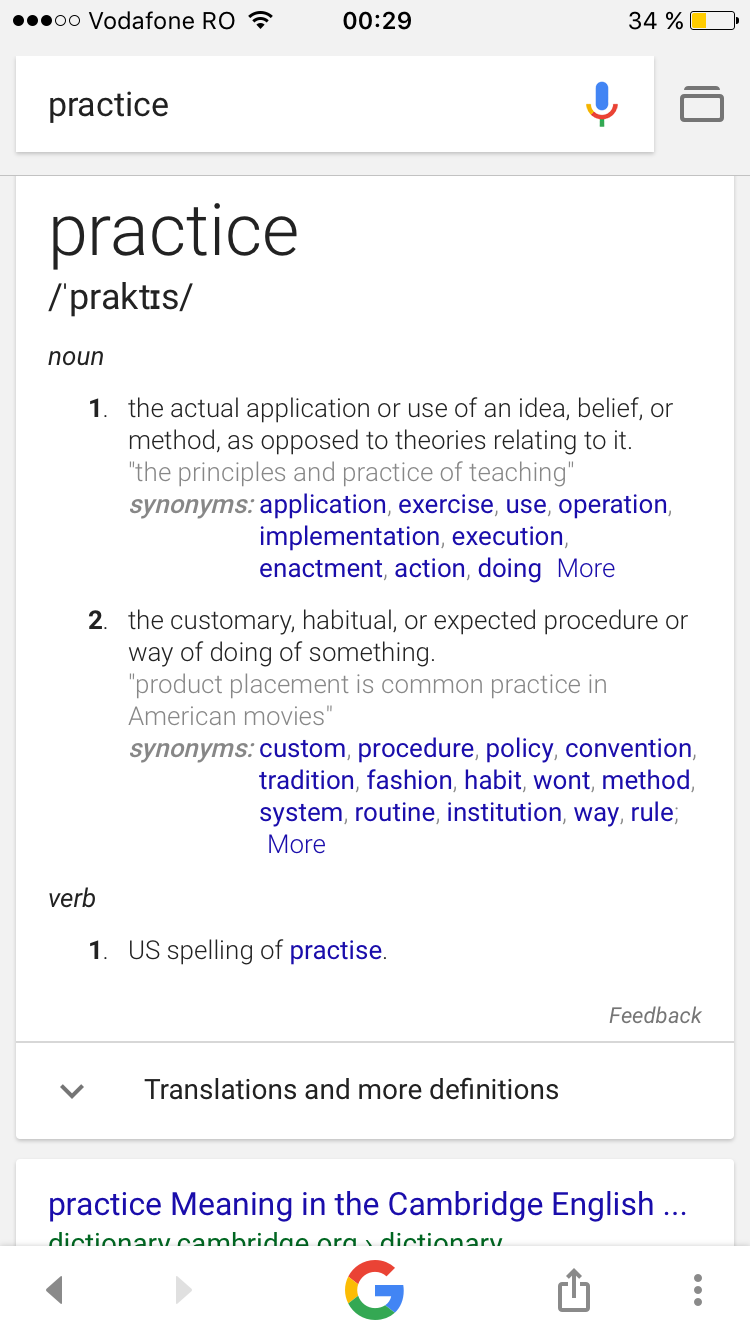 Vodafone RO 00:29 34 %
practice
practice
/ˈpraktɪs/
noun
1. the actual application or use of an idea, belief, or
method, as opposed to theories relating to it.
"the principles and practice of teaching"
synonyms: application, exercise, use, operation,
implementation, execution,
enactment, action, doing More
2. the customary, habitual, or expected procedure or
way of doing of something.
"product placement is common practice in
American movies"
synonyms: custom, procedure, policy, convention,
tradition, fashion, habit, wont, method,
system, routine, institution, way, rule;
More
verb
1. US spelling of practise.
Feedback
Translations and more definitions
practice Meaning in the Cambridge English ...
dictionary.cambridge.org › dictionary